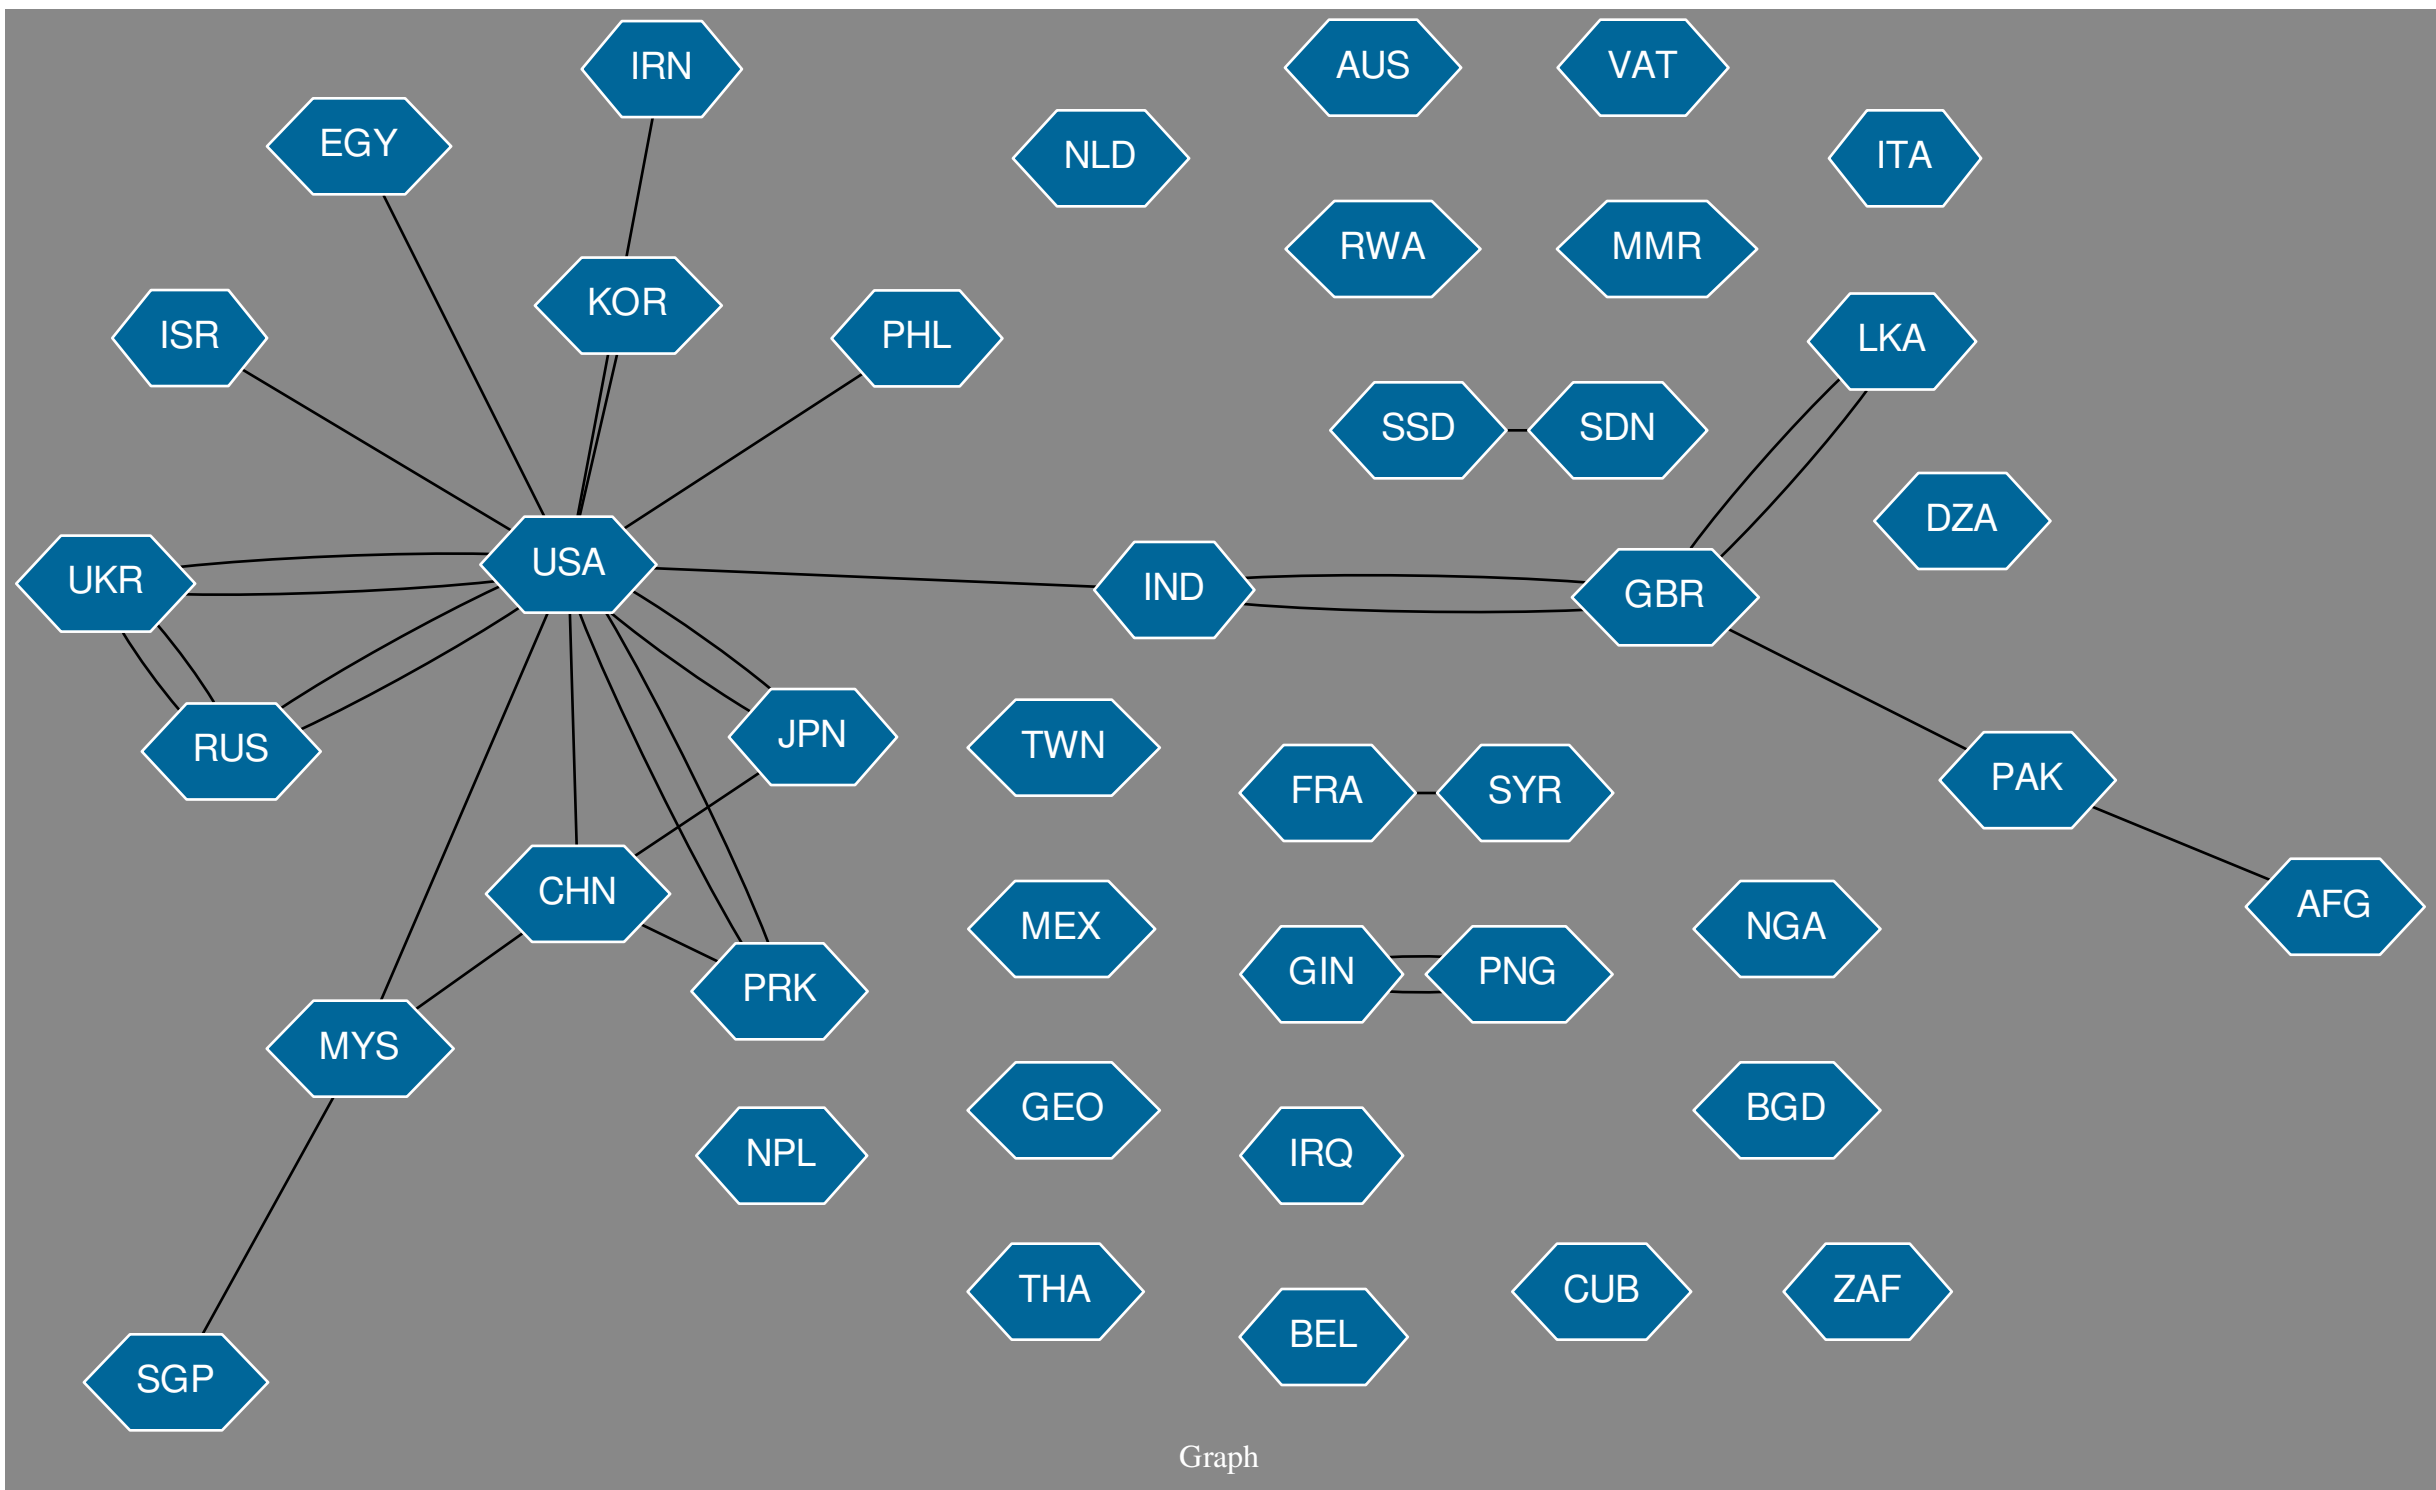 IRN
AUS
VAT
EGY
NLD
ITA
RWA
MMR
KOR
ISR
PHL
LKA
SSD
SDN
DZA
USA
UKR
IND
GBR
RUS
JPN
TWN
FRA
SYR
PAK
CHN
MEX
NGA
AFG
GIN
PNG
PRK
MYS
GEO
BGD
NPL
IRQ
THA
CUB
ZAF
BEL
SGP
Graph